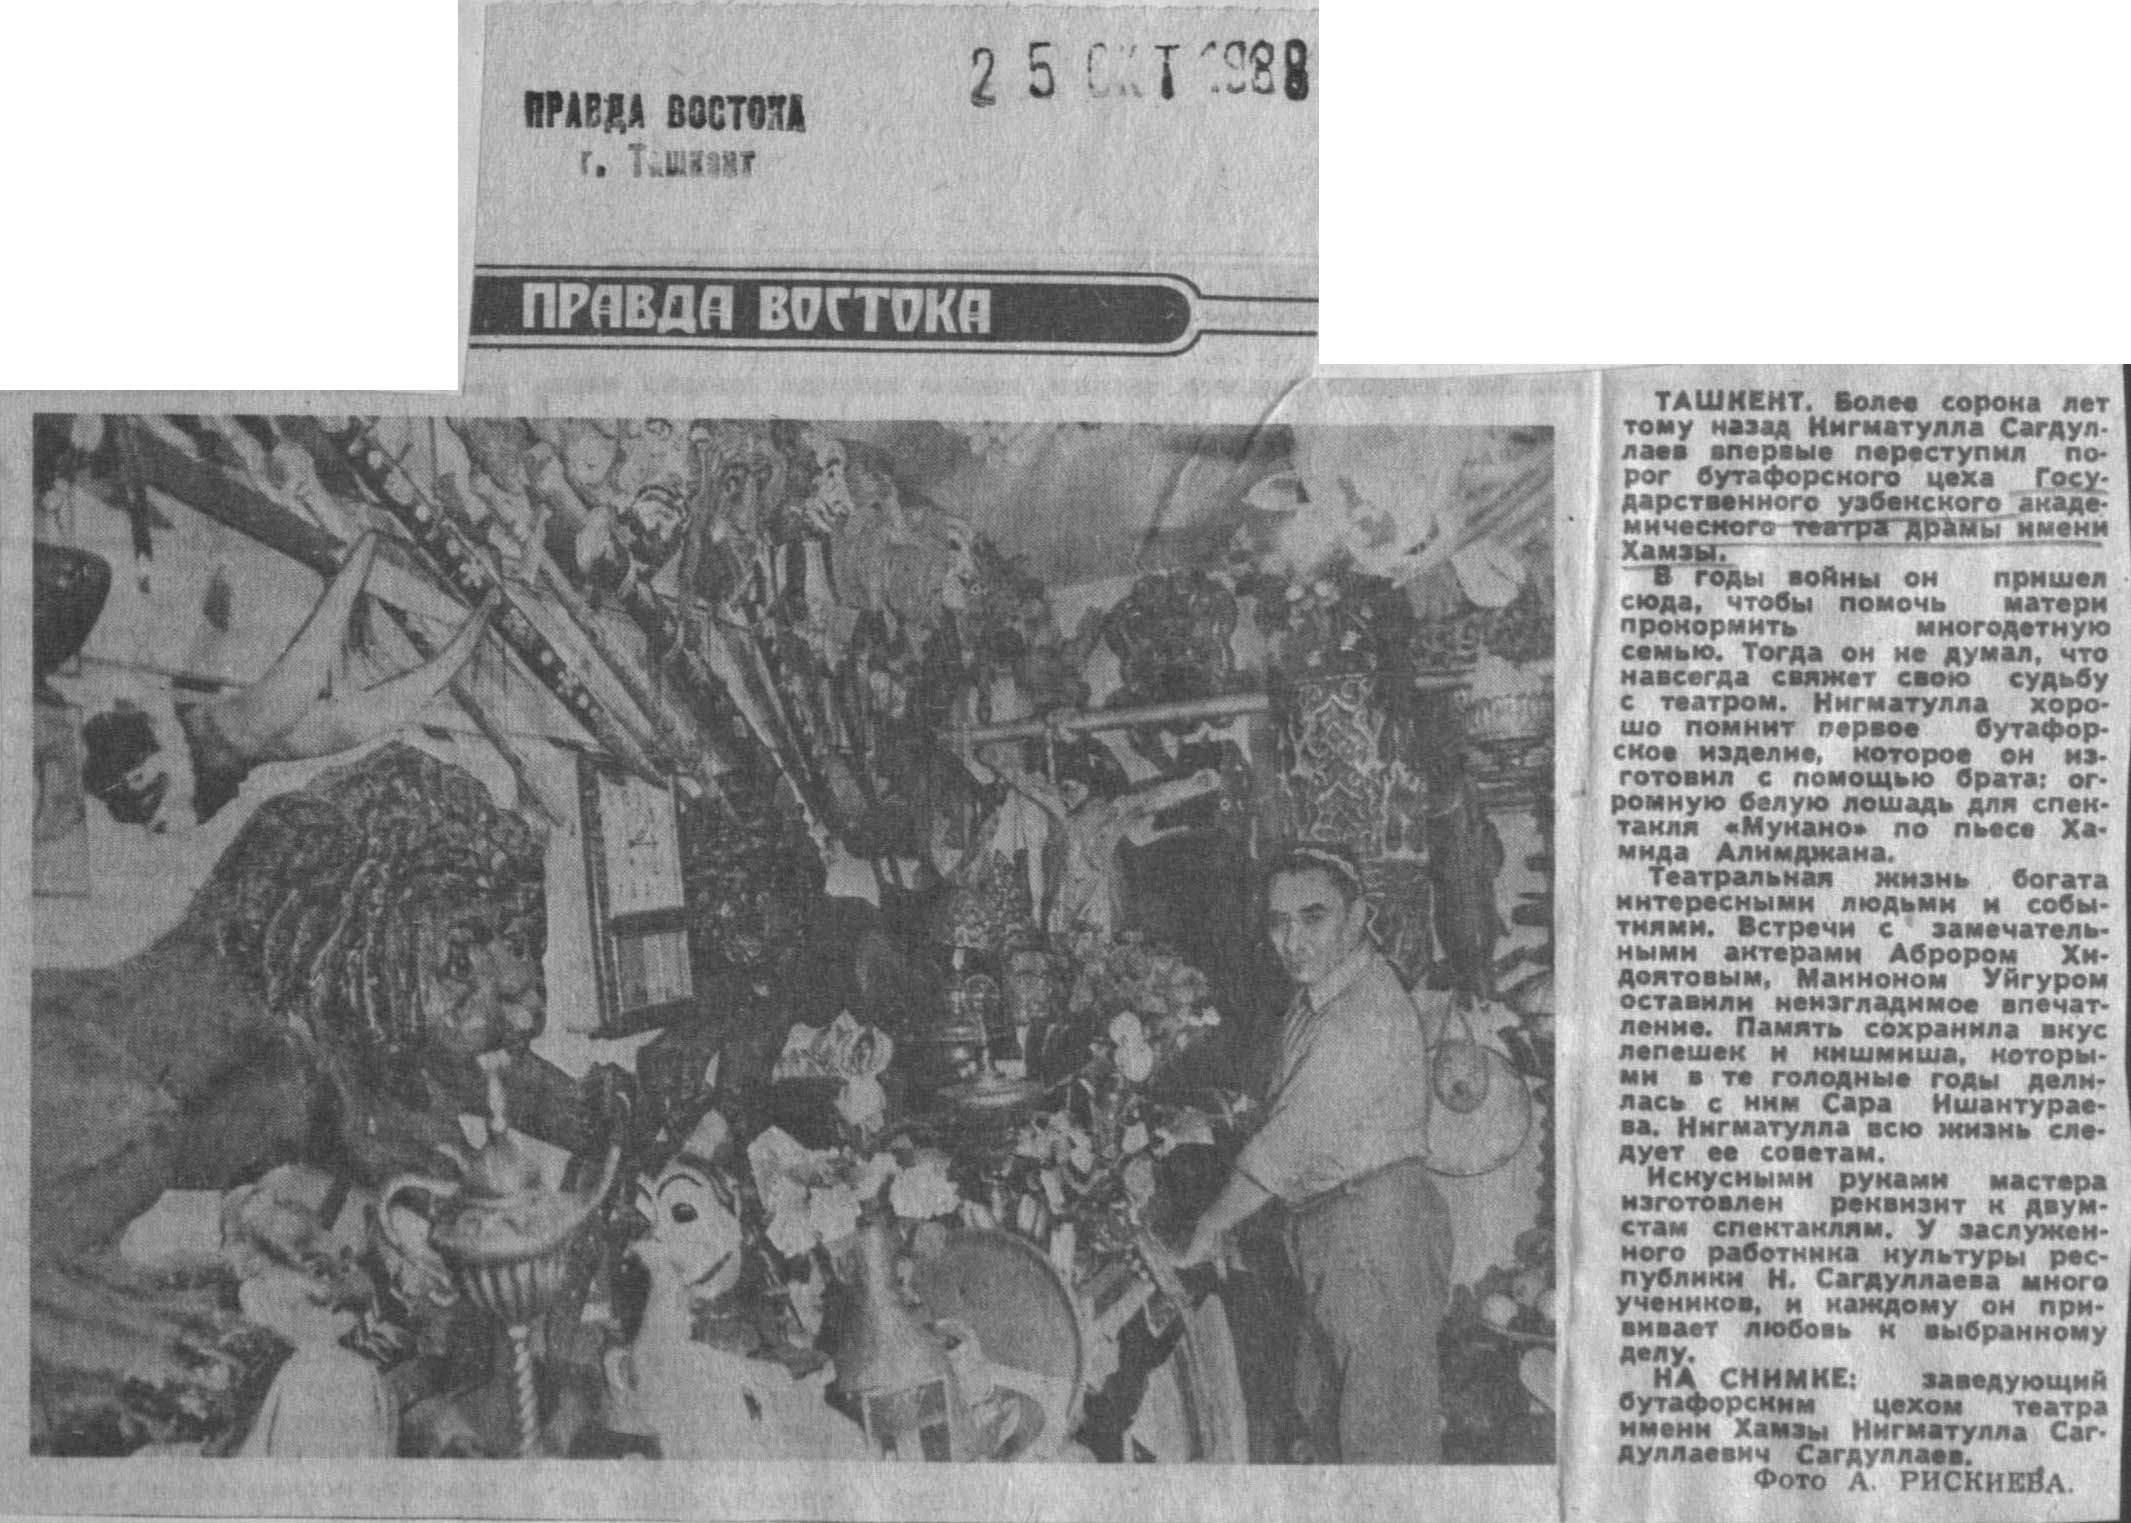 25 ОКТ 1988
ПРАВДА ВОСТОКА
г. Ташкент
ПРАВДА ВОСТОКА
ТАШКЕНТ. Более сорока лет
тому назад Нигматулла Сагдул-
лаев впервые переступил по-
рог бутафорского цеха Госу-
дарственного узбекского акаде-
мического театра драмы имени
Хамзы.
В годы войны он пришел
сюда, чтобы помочь матери
прокормить многодетную
семью. Тогда он не думал, что
навсегда свяжет свою судьбу
с театром. Нигматулла хоро-
шо помнит первое бутафор-
ское изделие, которое он из-
готовил с помощью брата: ог-
ромную белую лошадь для спек-
такля «Мукано» по пьесе Ха-
мида Алимджана.
Театральная жизнь богата
интересными людьми и собы-
тиями. Встречи с замечатель-
ными актерами Аброром Хи-
доятовым, Манноном Уйгуром
оставили неизгладимое впечат-
ление. Память сохранила вкус
лепешек и кишмиша, которы-
ми в те голодные годы дели-
лась с ним Сара Ишантурае-
ва. Нигматулла всю жизнь сле-
дует ее советам.
Искусными руками мастера
изготовлен реквизит к двум-
стам спектаклям. У заслужен-
ного работника культуры рес-
публики Н. Сагдуллаева много
учеников, и каждому он при-
вивает любовь к выбранному
делу.
НА СНИМКЕ: заведующий
бутафорским цехом театра
имени Хамзы Нигматулла Саг-
дуллаевич Сагдуллаев.
Фото А. РИСКИЕВА.